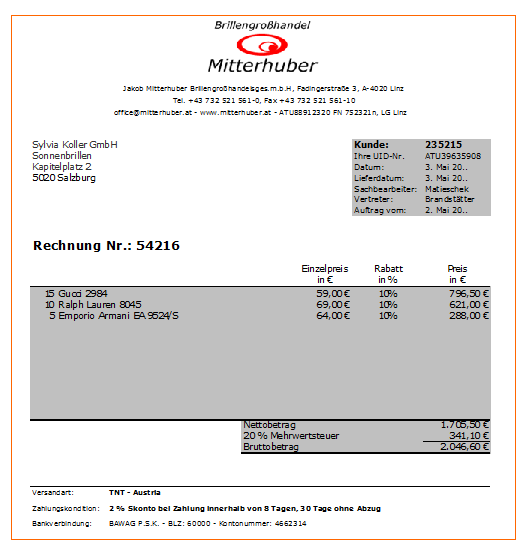 Brillengroßhandel
Mitterhuber
Jakob Mitterhuber Brillengroßhandelsges.m.b.H, Fadingerstraße 3, A-4020 Linz
Tel. +43 732 521 561-0, Fax +43 732 521 561-10
office@mitterhuber.at - www.mitterhuber.at - ATU88912320 FN 752321n, LG Linz
Sylvia Koller GmbH
Sonnenbrillen
Kapitelplatz 2
5020 Salzburg
Kunde: 235215
Ihre UID-Nr. ATU39635908
Datum: 3. Mai 20..
Lieferdatum: 3. Mai 20..
Sachbearbeiter: Matieschek
Vertreter: Brandstätter
Auftrag vom: 2. Mai 20..
Rechnung Nr.: 54216
Einzelpreis Rabatt Preis
in € in % in €
15 Gucci 2984 59,00 € 10% 796,50 €
10 Ralph Lauren 8045 69,00 € 10% 621,00 €
5 Emporio Armani EA 9524/S 64,00 € 10% 288,00 €
Nettobetrag 1.705,50 €
20 % Mehrwertsteuer 341,10 €
Bruttobetrag 2.046,60 €
Versandart: TNT - Austria
Zahlungskondition: 2 % Skonto bei Zahlung innerhalb von 8 Tagen, 30 Tage ohne Abzug
Bankverbindung: BAWAG P.S.K. - BLZ: 60000 - Kontonummer: 4662314